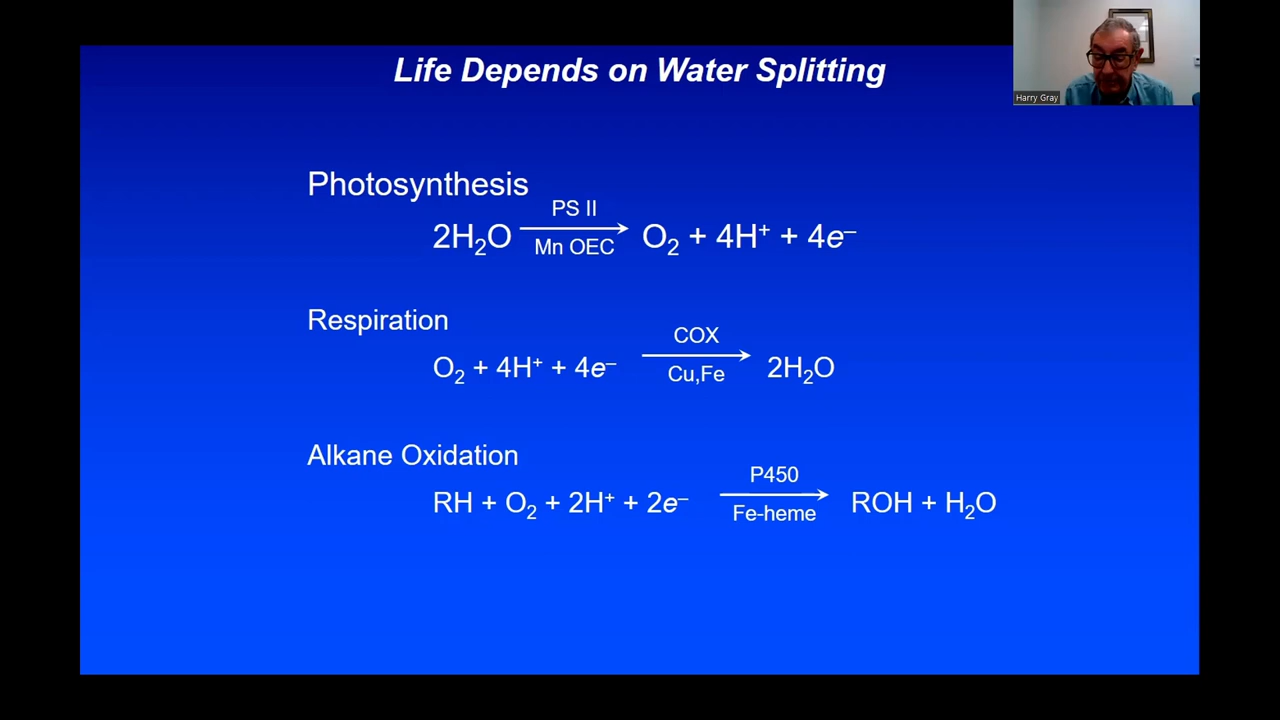 Life Depends on Water Splitting
Harry Gray
Photosynthesis
PS II
2H₂O ⟶ O₂ + 4H⁺ + 4e⁻
Mn OEC
Respiration
COX
O₂ + 4H⁺ + 4e⁻ ⟶ 2H₂O
Cu,Fe
Alkane Oxidation
P450
RH + O₂ + 2H⁺ + 2e⁻ ⟶ ROH + H₂O
Fe-heme